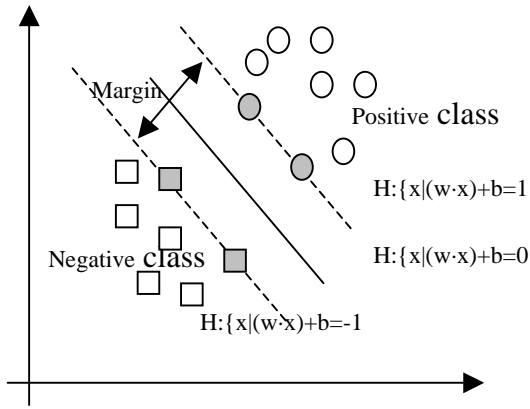 Margin
Positive class
H:{x|(w·x)+b=1
H:{x|(w·x)+b=0
Negative class
H:{x|(w·x)+b=-1